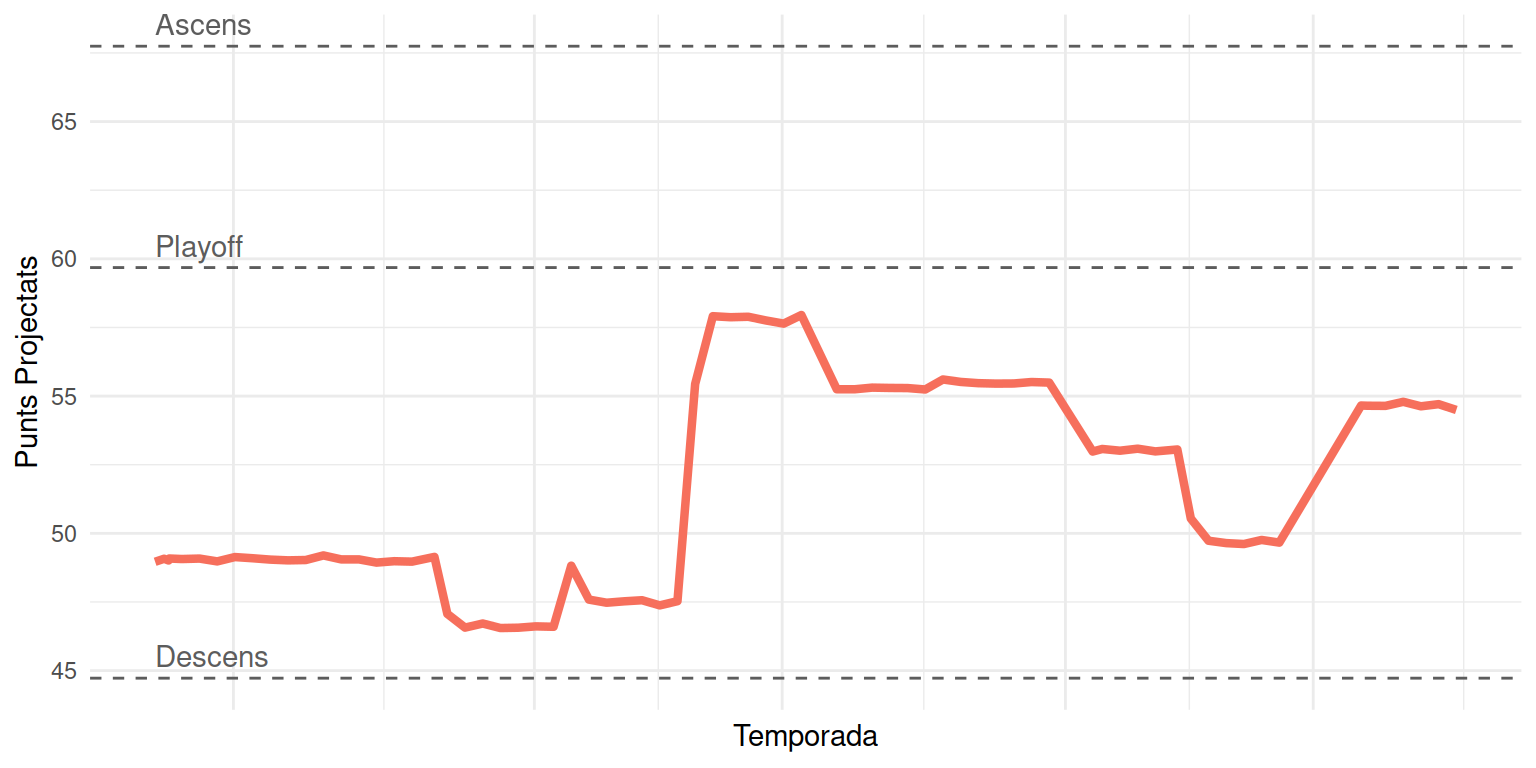 Ascens
65
Playoff
60
Punts Projectats
55
50
Descens
45
Temporada